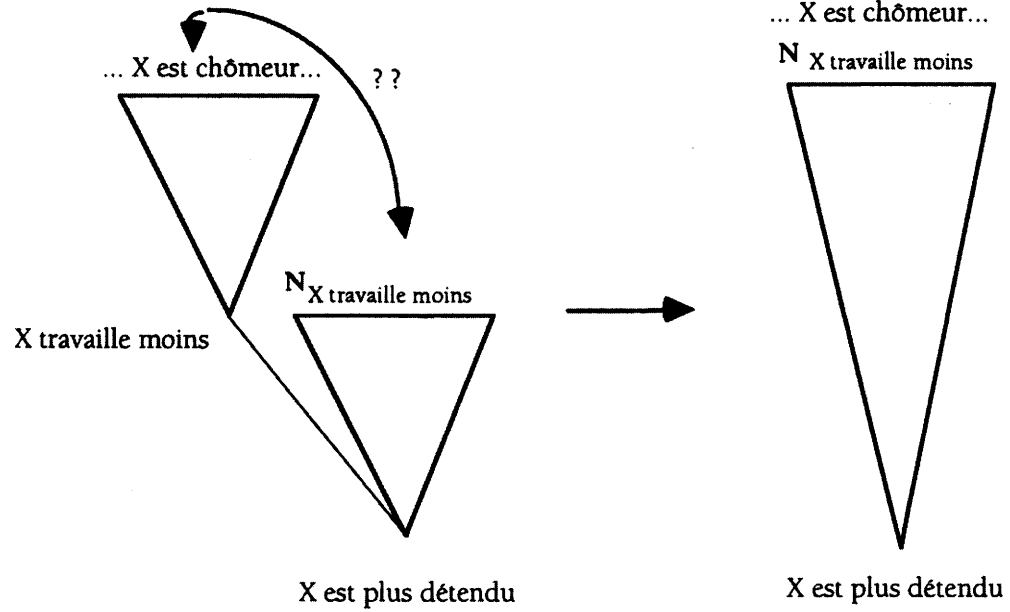 ... X est chômeur...
? ?
N X travaille moins
X travaille moins
X est plus détendu
... X est chômeur...
N X travaille moins
X est plus détendu